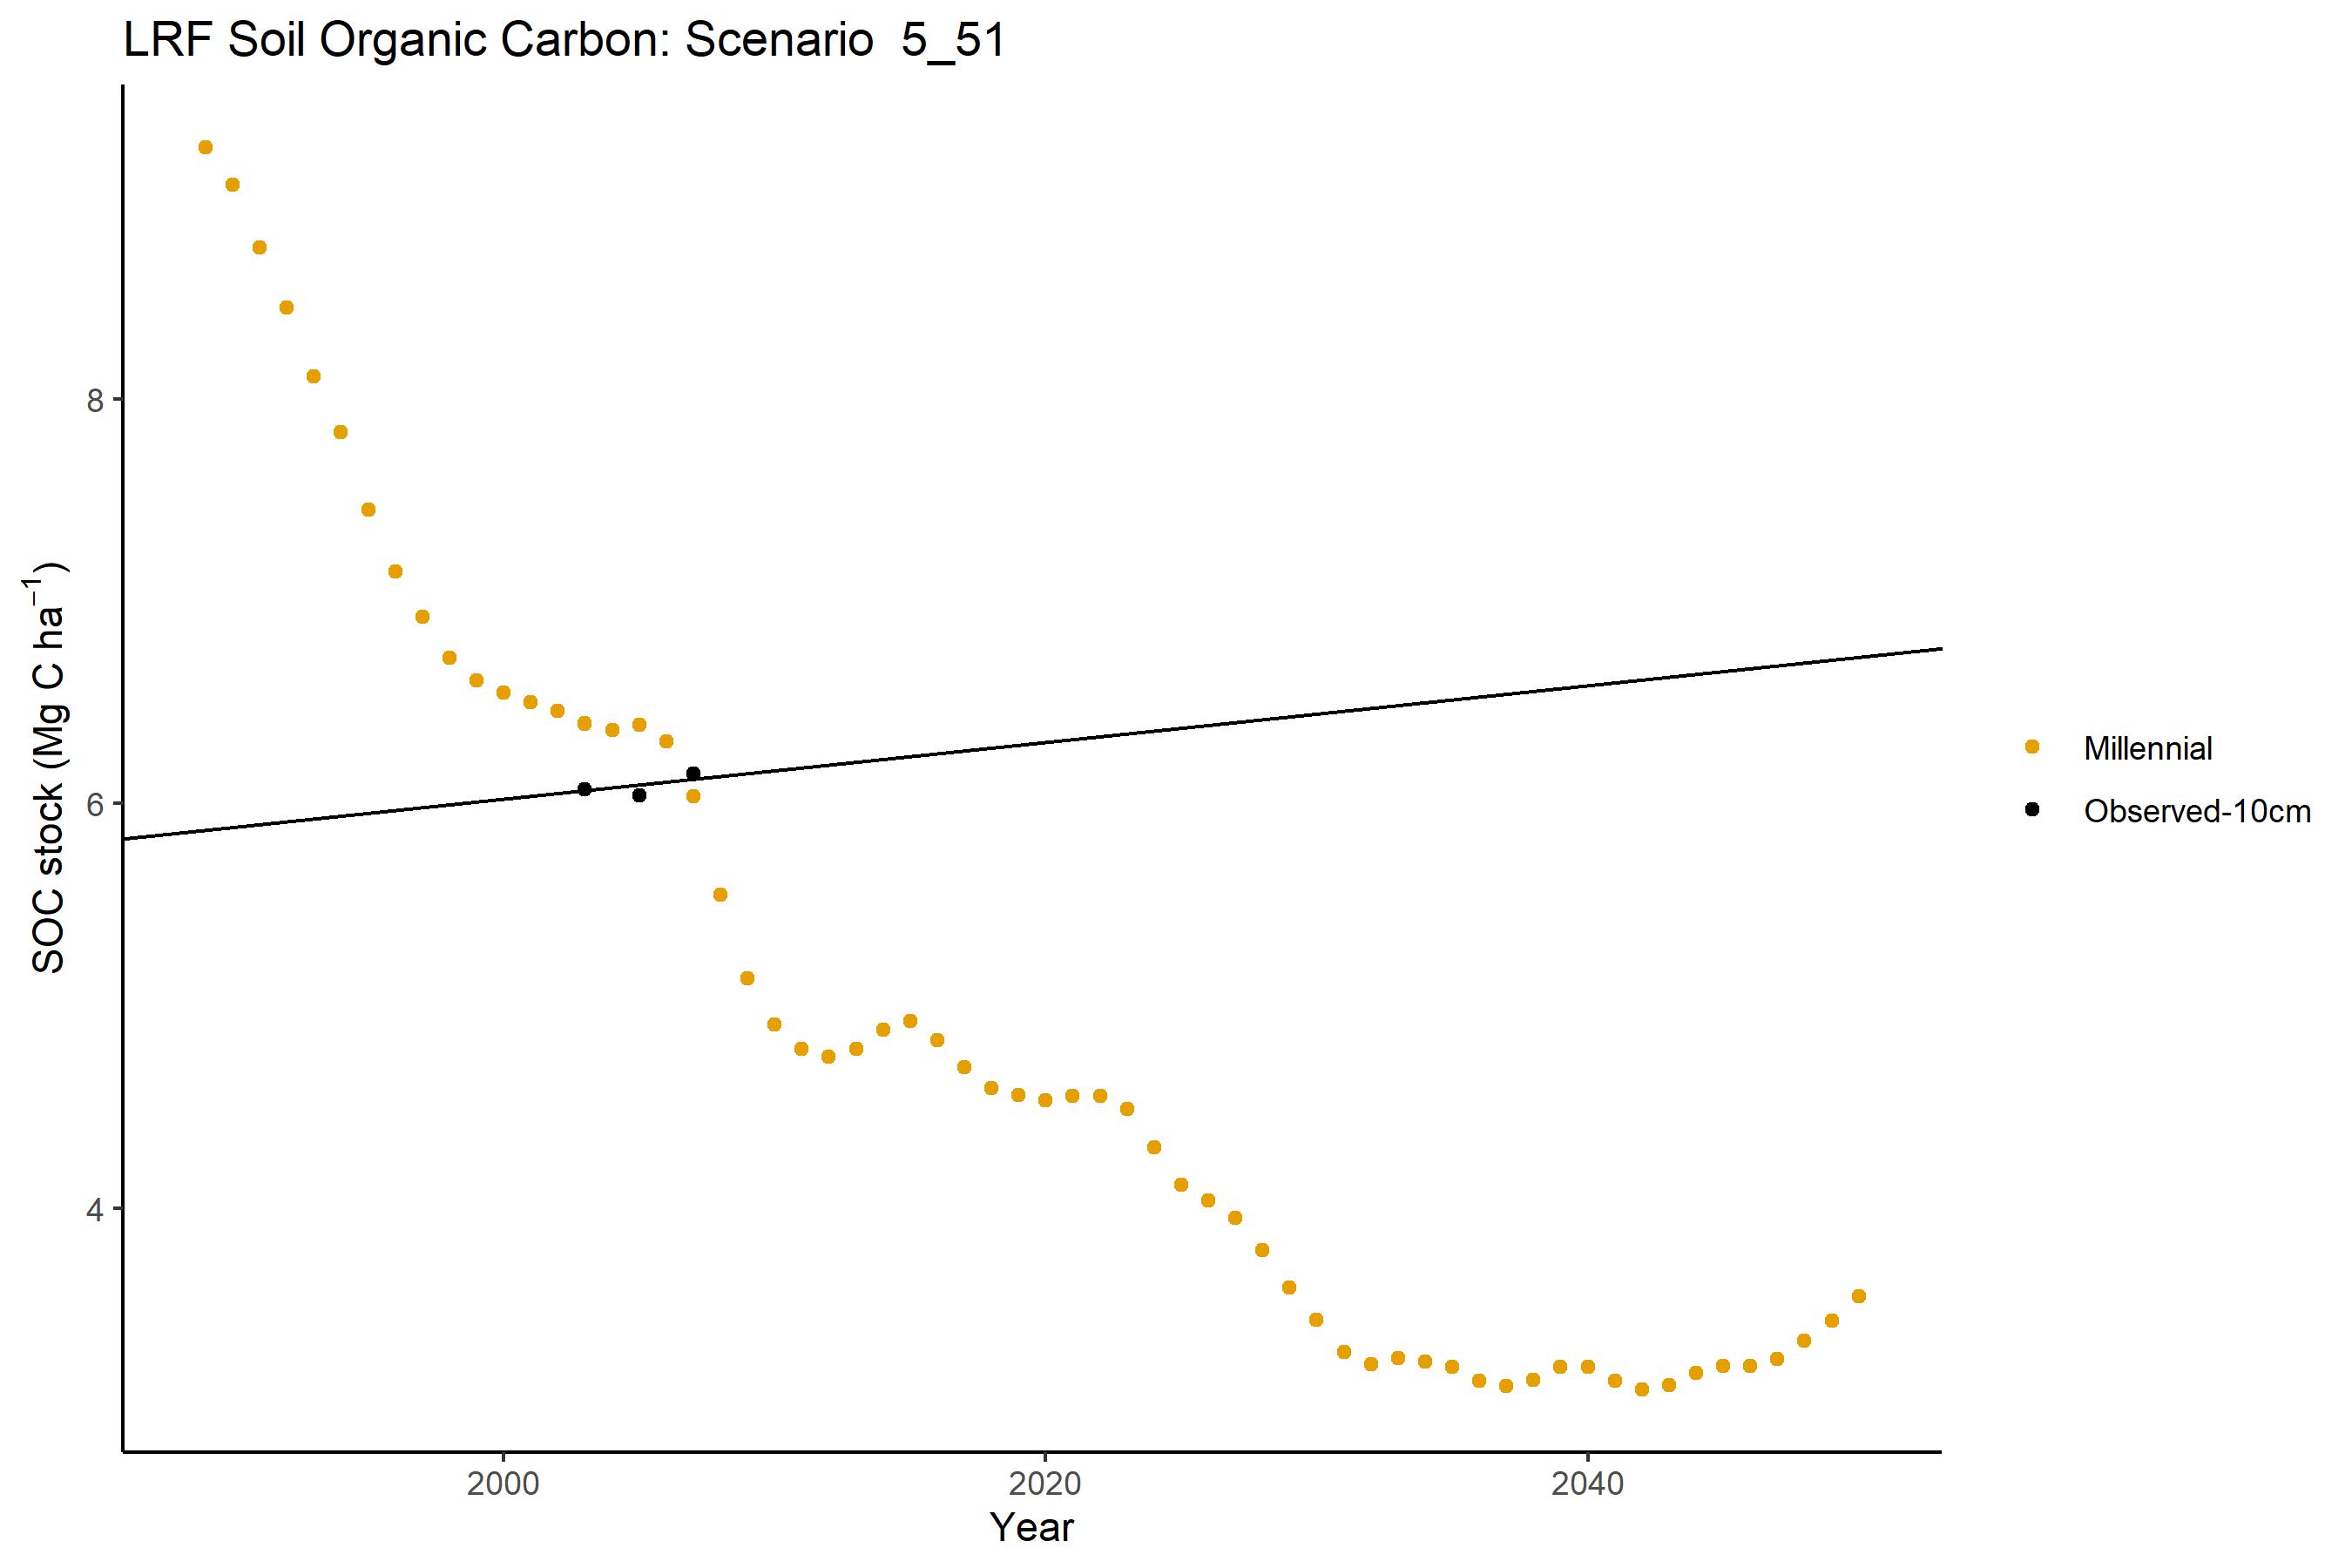 LRF Soil Organic Carbon: Scenario  5_51
SOC stock (Mg C ha−1)
8
6
4
2000
2020
2040
Year
Millennial
Observed-10cm